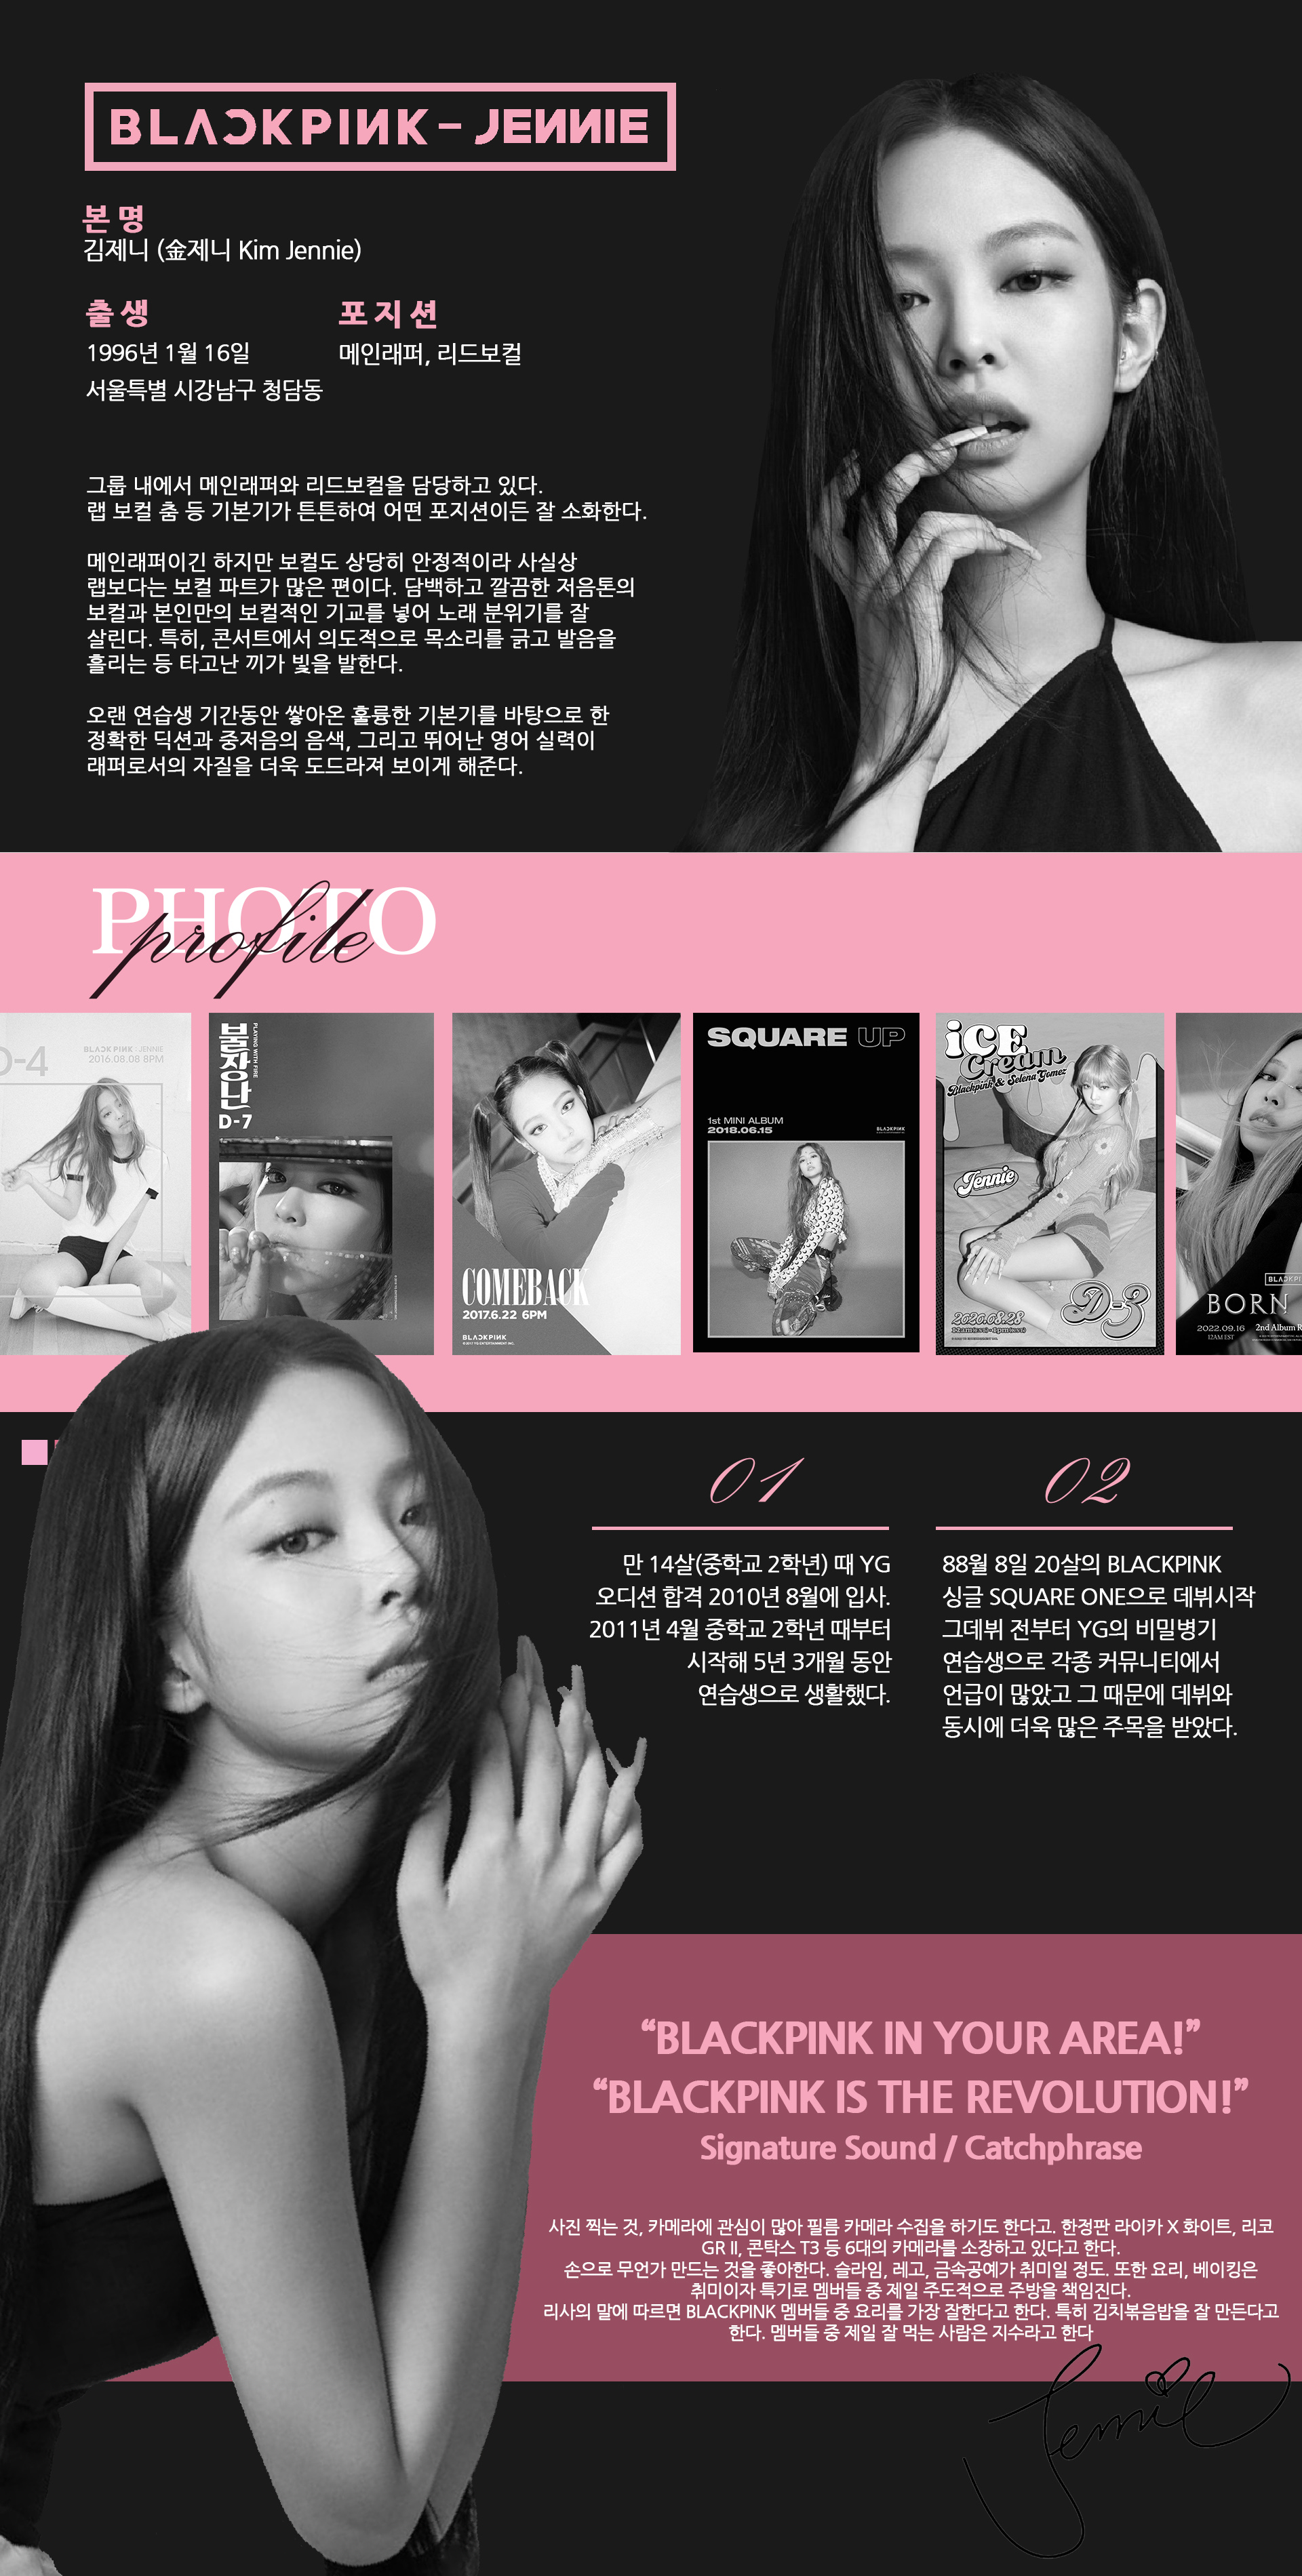 BLACKPINK – JENNIE
본 명
김제니 (金제니 Kim Jennie)
출 생
1996년 1월 16일
서울특별 시강남구 청담동
포 지 션
메인래퍼, 리드보컬
그룹 내에서 메인래퍼와 리드보컬을 담당하고 있다.
랩 보컬 춤 등 기본기가 튼튼하여 어떤 포지션이든 잘 소화한다.
메인래퍼이긴 하지만 보컬도 상당히 안정적이라 사실상
랩보다는 보컬 파트가 많은 편이다. 담백하고 깔끔한 저음톤의
보컬과 본인만의 보컬적인 기교를 넣어 노래 분위기를 잘
살린다. 특히, 콘서트에서 의도적으로 목소리를 긁고 발음을
흘리는 등 타고난 끼가 빛을 발한다.
오랜 연습생 기간동안 쌓아온 훌륭한 기본기를 바탕으로 한
정확한 딕션과 중저음의 음색, 그리고 뛰어난 영어 실력이
래퍼로서의 자질을 더욱 도드라져 보이게 해준다.
PHOTO
profile
D-4
BLACKPINK : JENNIE
2016.08.08 8PM
불장난
PLAYING WITH FIRE
D-7
COMEBACK
2017.6.22 6PM
BLACKPINK
SQUARE UP
1st MINI ALBUM
2018.06.15
BLACKPINK
iCE
Cream
Blackpink & Selena Gomez
Jennie
2020.08.28
D-3
BORN
2022.09.16
12AM EST
2nd Album R
01
만 14살(중학교 2학년) 때 YG
오디션 합격 2010년 8월에 입사.
2011년 4월 중학교 2학년 때부터
시작해 5년 3개월 동안
연습생으로 생활했다.
02
88월 8일 20살의 BLACKPINK
싱글 SQUARE ONE으로 데뷔시작
그데뷔 전부터 YG의 비밀병기
연습생으로 각종 커뮤니티에서
언급이 많았고 그 때문에 데뷔와
동시에 더욱 많은 주목을 받았다.
“BLACKPINK IN YOUR AREA!”
“BLACKPINK IS THE REVOLUTION!”
Signature Sound / Catchphrase
사진 찍는 것, 카메라에 관심이 많아 필름 카메라 수집을 하기도 한다고. 한정판 라이카 X 화이트, 리코
GR II, 콘탁스 T3 등 6대의 카메라를 소장하고 있다고 한다.
손으로 무언가 만드는 것을 좋아한다. 슬라임, 레고, 금속공예가 취미일 정도. 또한 요리, 베이킹은
취미이자 특기로 멤버들 중 제일 주도적으로 주방을 책임진다.
리사의 말에 따르면 BLACKPINK 멤버들 중 요리를 가장 잘한다고 한다. 특히 김치볶음밥을 잘 만든다고
한다. 멤버들 중 제일 잘 먹는 사람은 지수라고 한다
Jennie